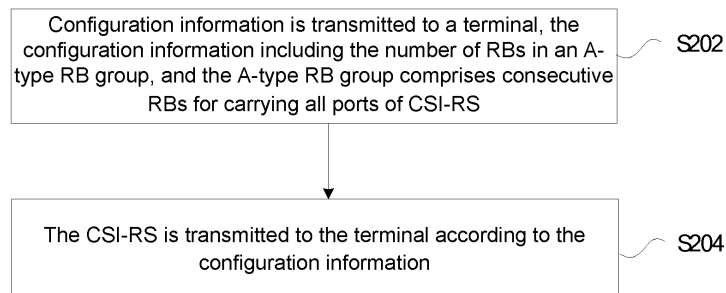 Configuration information is transmitted to a terminal, the
configuration information including the number of RBs in an A-
type RB group, and the A-type RB group comprises consecutive
RBs for carrying all ports of CSI-RS
S202
The CSI-RS is transmitted to the terminal according to the
configuration information
S204